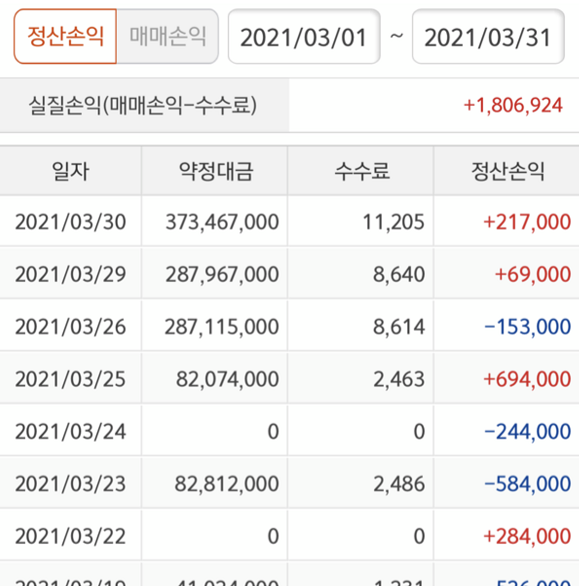 정산손익 매매손익 2021/03/01 ~ 2021/03/31
실질손익(매매손익-수수료) +1,806,924
일자 약정대금 수수료 정산손익
2021/03/30 373,467,000 11,205 +217,000
2021/03/29 287,967,000 8,640 +69,000
2021/03/26 287,115,000 8,614 -153,000
2021/03/25 82,074,000 2,463 +694,000
2021/03/24 0 0 -244,000
2021/03/23 82,812,000 2,486 -584,000
2021/03/22 0 0 +284,000